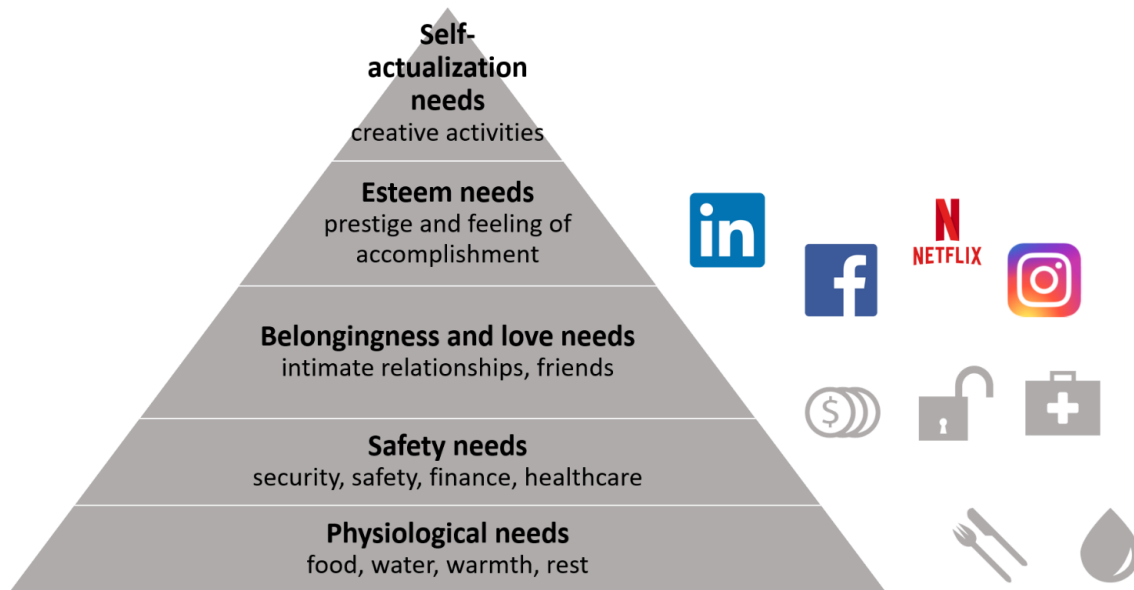 Self-
actualization
needs
creative activities
Esteem needs
prestige and feeling of
accomplishment
in
f
N
NETFLIX
Belongingness and love needs
intimate relationships, friends
$
Safety needs
security, safety, finance, healthcare
Physiological needs
food, water, warmth, rest